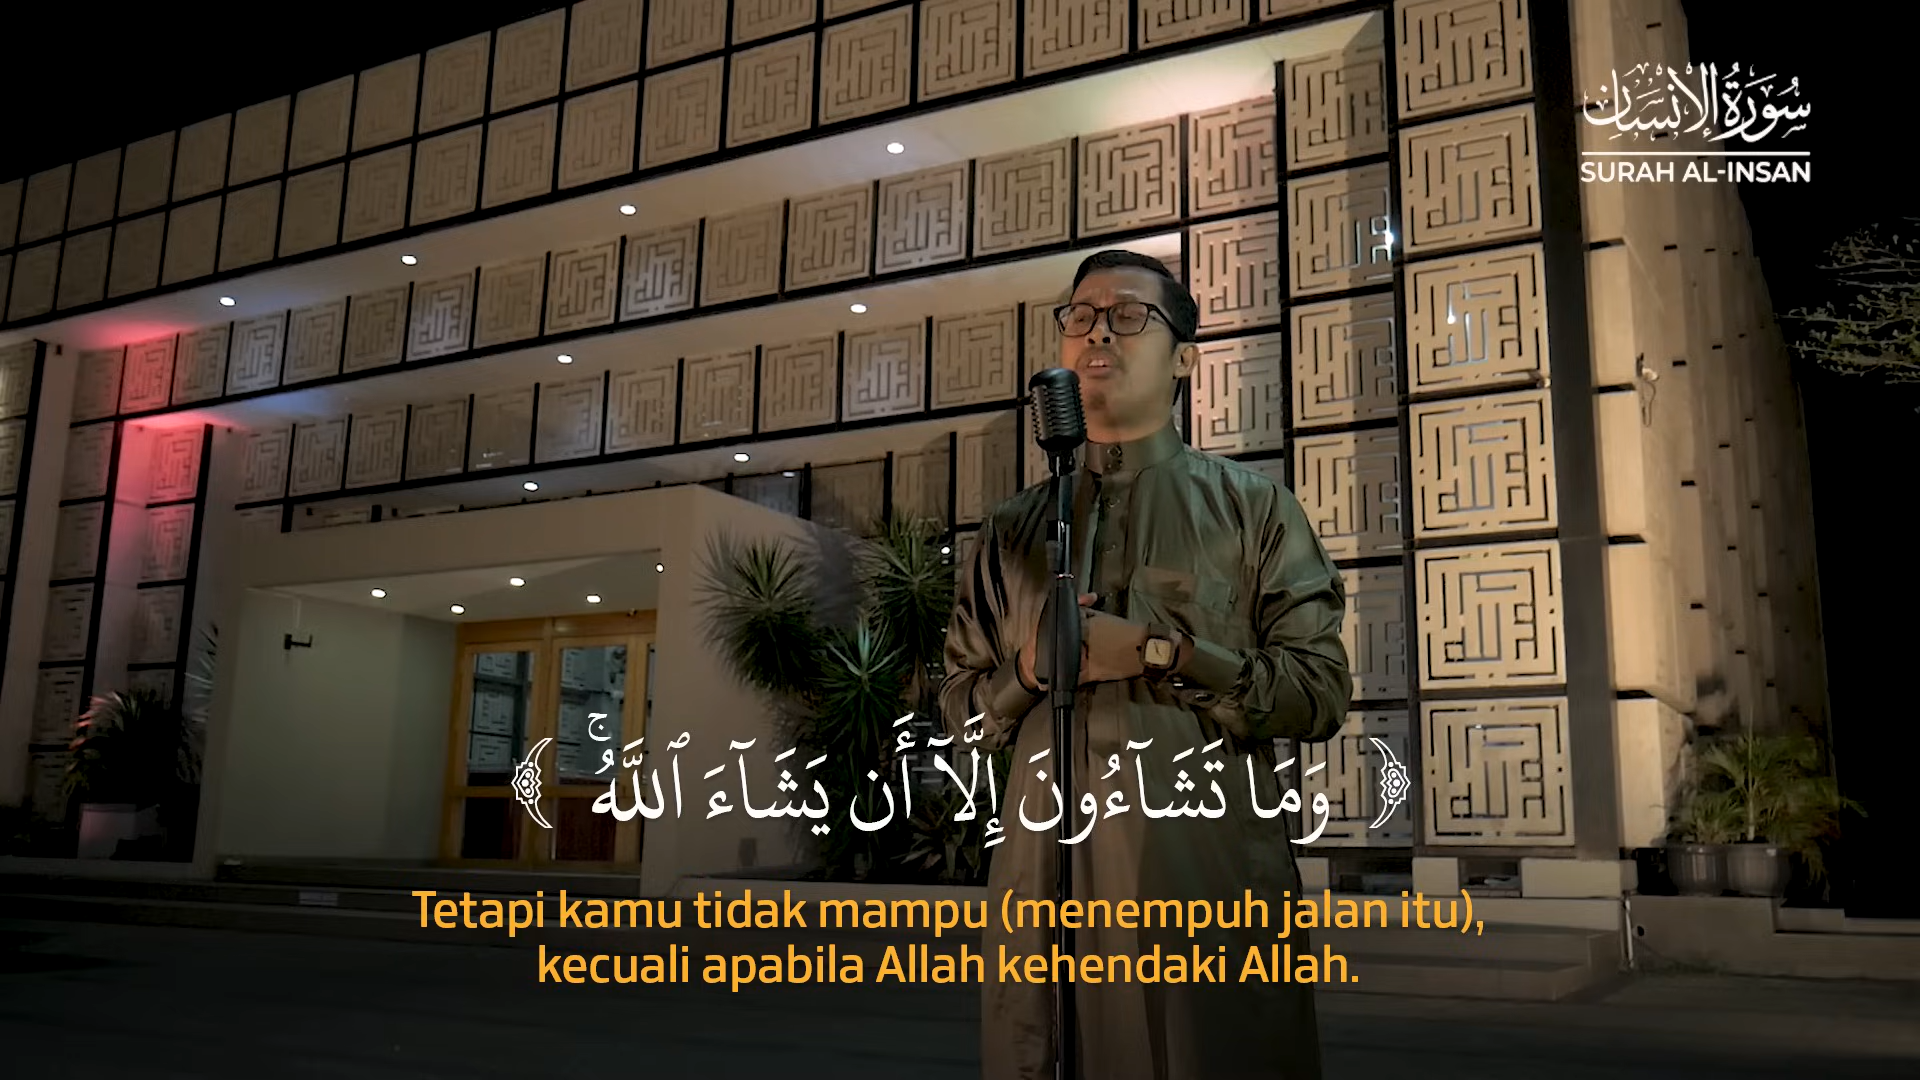 سُورَةُ الإِنسَان
SURAH AL-INSAN
﴿ وَمَا تَشَآءُونَ إِلَّآ أَن يَشَآءَ ٱللَّهُ ۚ ﴾
Tetapi kamu tidak mampu (menempuh jalan itu),
kecuali apabila Allah kehendaki Allah.